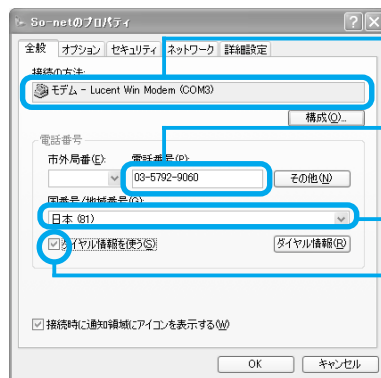 So-netのプロパティ
全般 オプション セキュリティ ネットワーク 詳細設定
接続の方法:
モデム - Lucent Win Modem (COM3)
構成(O)...
電話番号
市外局番(E): 電話番号(P):
03-5792-9060 その他(N)
国番号/地域番号(G):
日本 (81)
ダイヤル情報を使う(S) ダイヤル情報(R)
接続時に通知領域にアイコンを表示する(W)
OK キャンセル